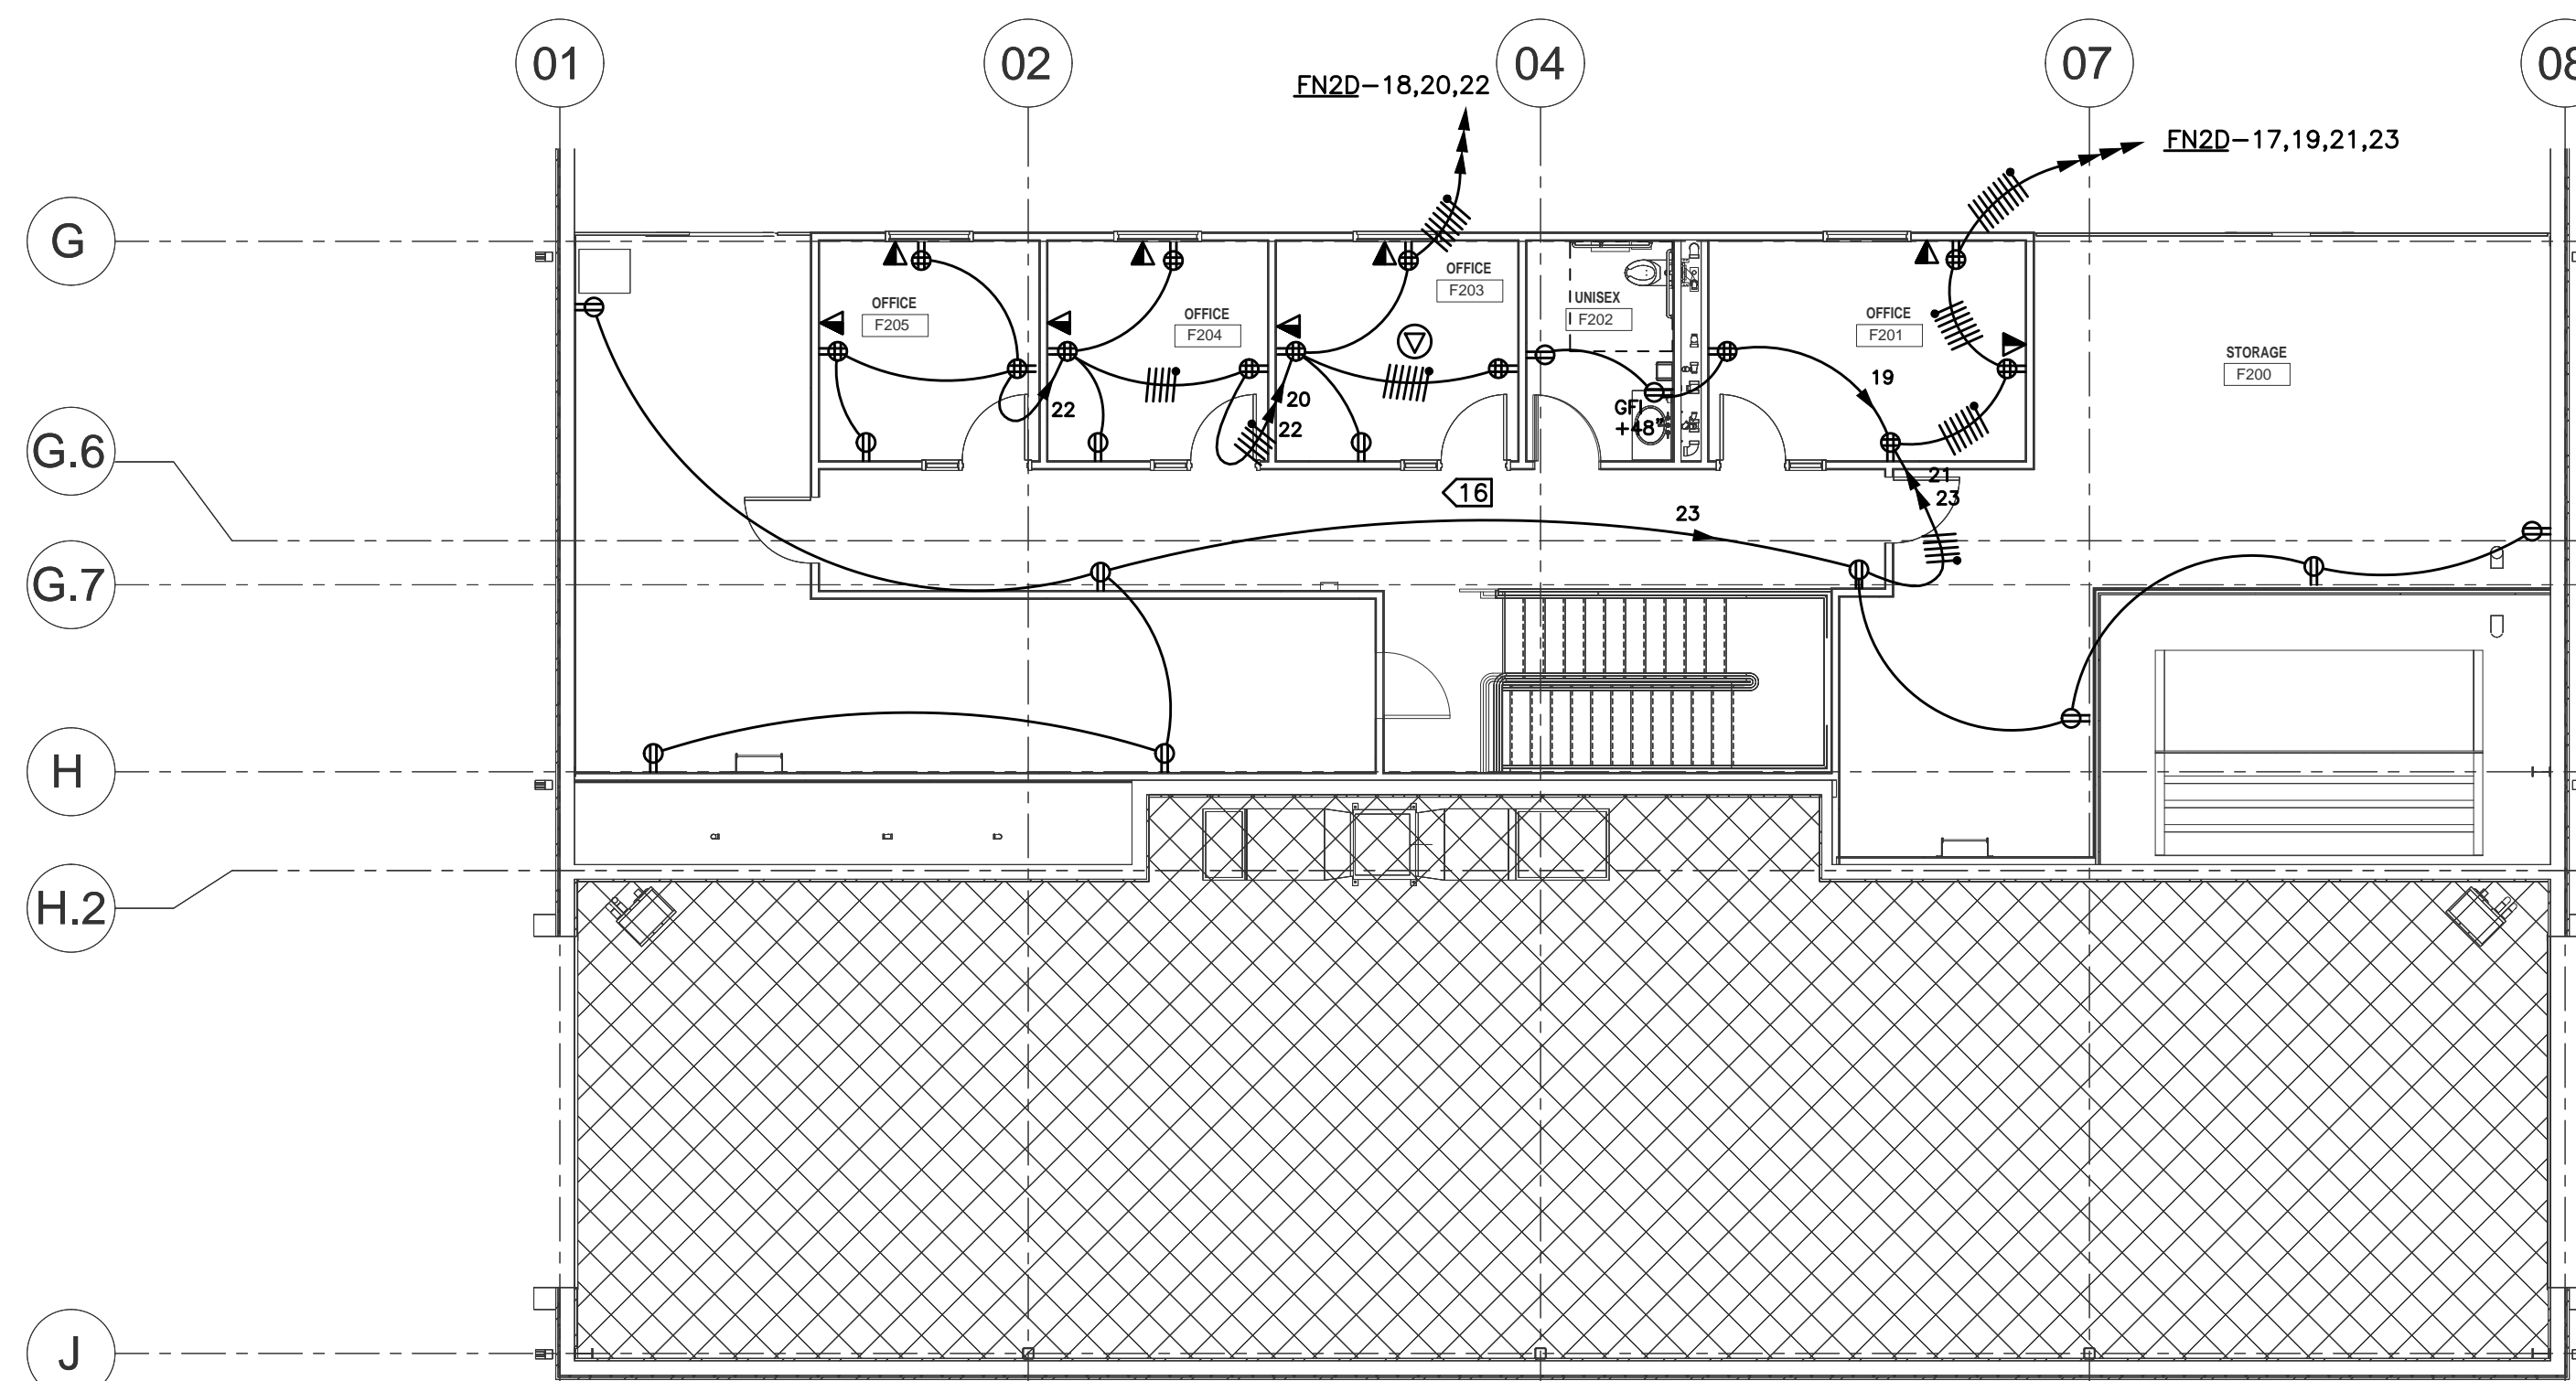 01
02
04
07
08
FN2D-18,20,22
FN2D-17,19,21,23
G
OFFICE
F205
OFFICE
F204
OFFICE
F203
UNISEX
F202
OFFICE
F201
STORAGE
F200
22
20
22
GFI
+48"
19
G.6
21
23
16
23
G.7
H
H.2
J